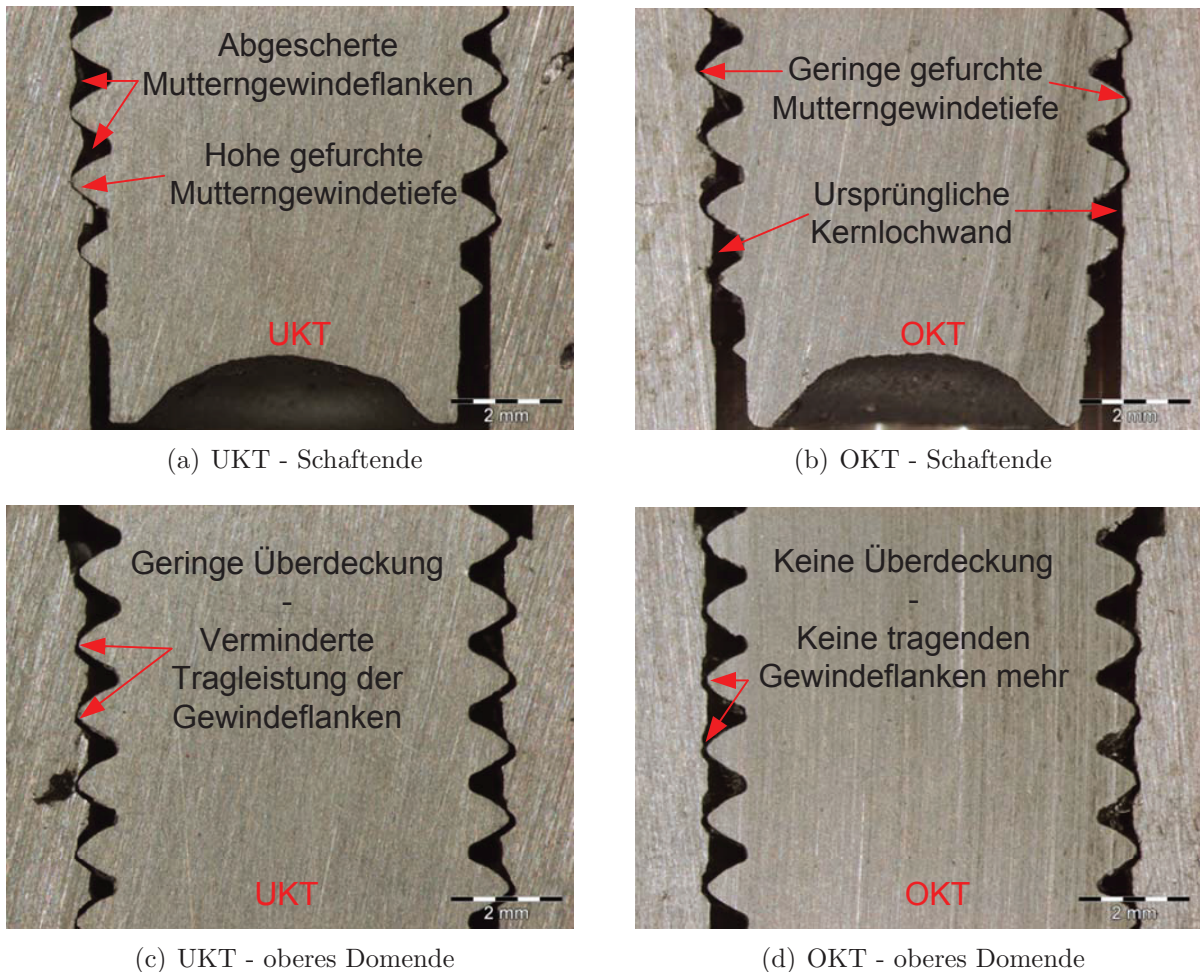 Abgescherte
Mutterngewindeflanken
Hohe gefurchte
Mutterngewindetiefe
UKT
2 mm
(a) UKT - Schaftende
Geringe gefurchte
Mutterngewindetiefe
Ursprüngliche
Kernlochwand
OKT
2 mm
(b) OKT - Schaftende
Geringe Überdeckung
-
Verminderte
Tragleistung der
Gewindeflanken
UKT
2 mm
(c) UKT - oberes Domende
Keine Überdeckung
-
Keine tragenden
Gewindeflanken mehr
OKT
2 mm
(d) OKT - oberes Domende